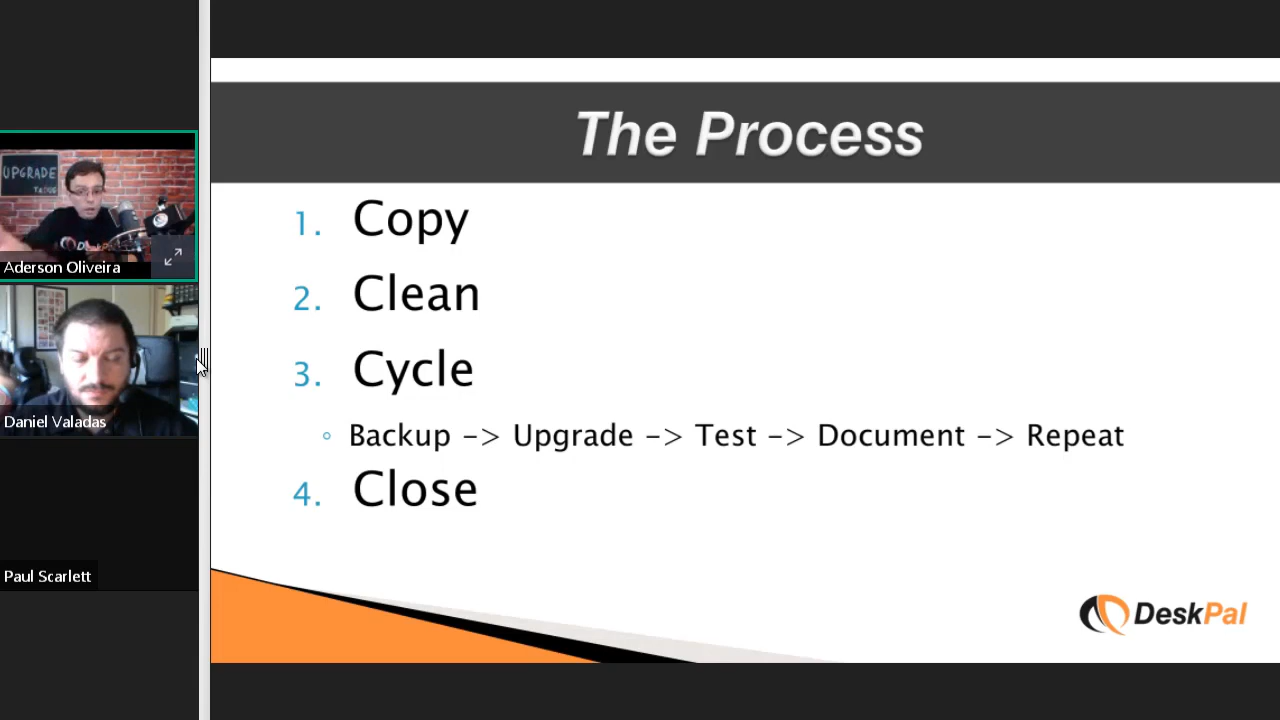 The Process
1. Copy
2. Clean
3. Cycle
◦ Backup -> Upgrade -> Test -> Document -> Repeat
4. Close
DeskPal
UPGRADE
Aderson Oliveira
Daniel Valadas
Paul Scarlett